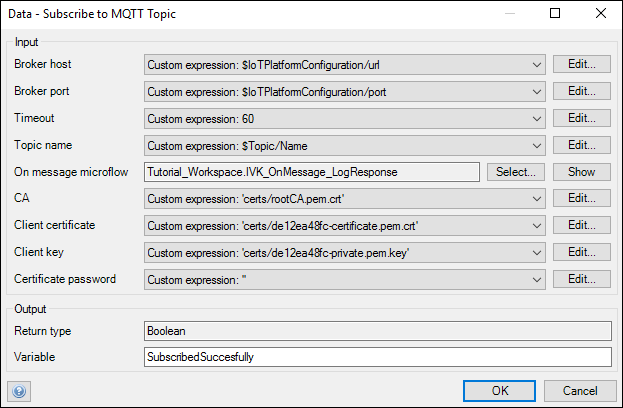 Data - Subscribe to MQTT Topic
Input
Broker host Custom expression: $IoTPlatformConfiguration/url Edit...
Broker port Custom expression: $IoTPlatformConfiguration/port Edit...
Timeout Custom expression: 60 Edit...
Topic name Custom expression: $Topic/Name Edit...
On message microflow Tutorial_Workspace.IVK_OnMessage_LogResponse Select... Show
CA Custom expression: 'certs/rootCA.pem.crt' Edit...
Client certificate Custom expression: 'certs/de12ea48fc-certificate.pem.crt' Edit...
Client key Custom expression: 'certs/de12ea48fc-private.pem.key' Edit...
Certificate password Custom expression: '' Edit...
Output
Return type Boolean
Variable SubscribedSuccesfully
? OK Cancel